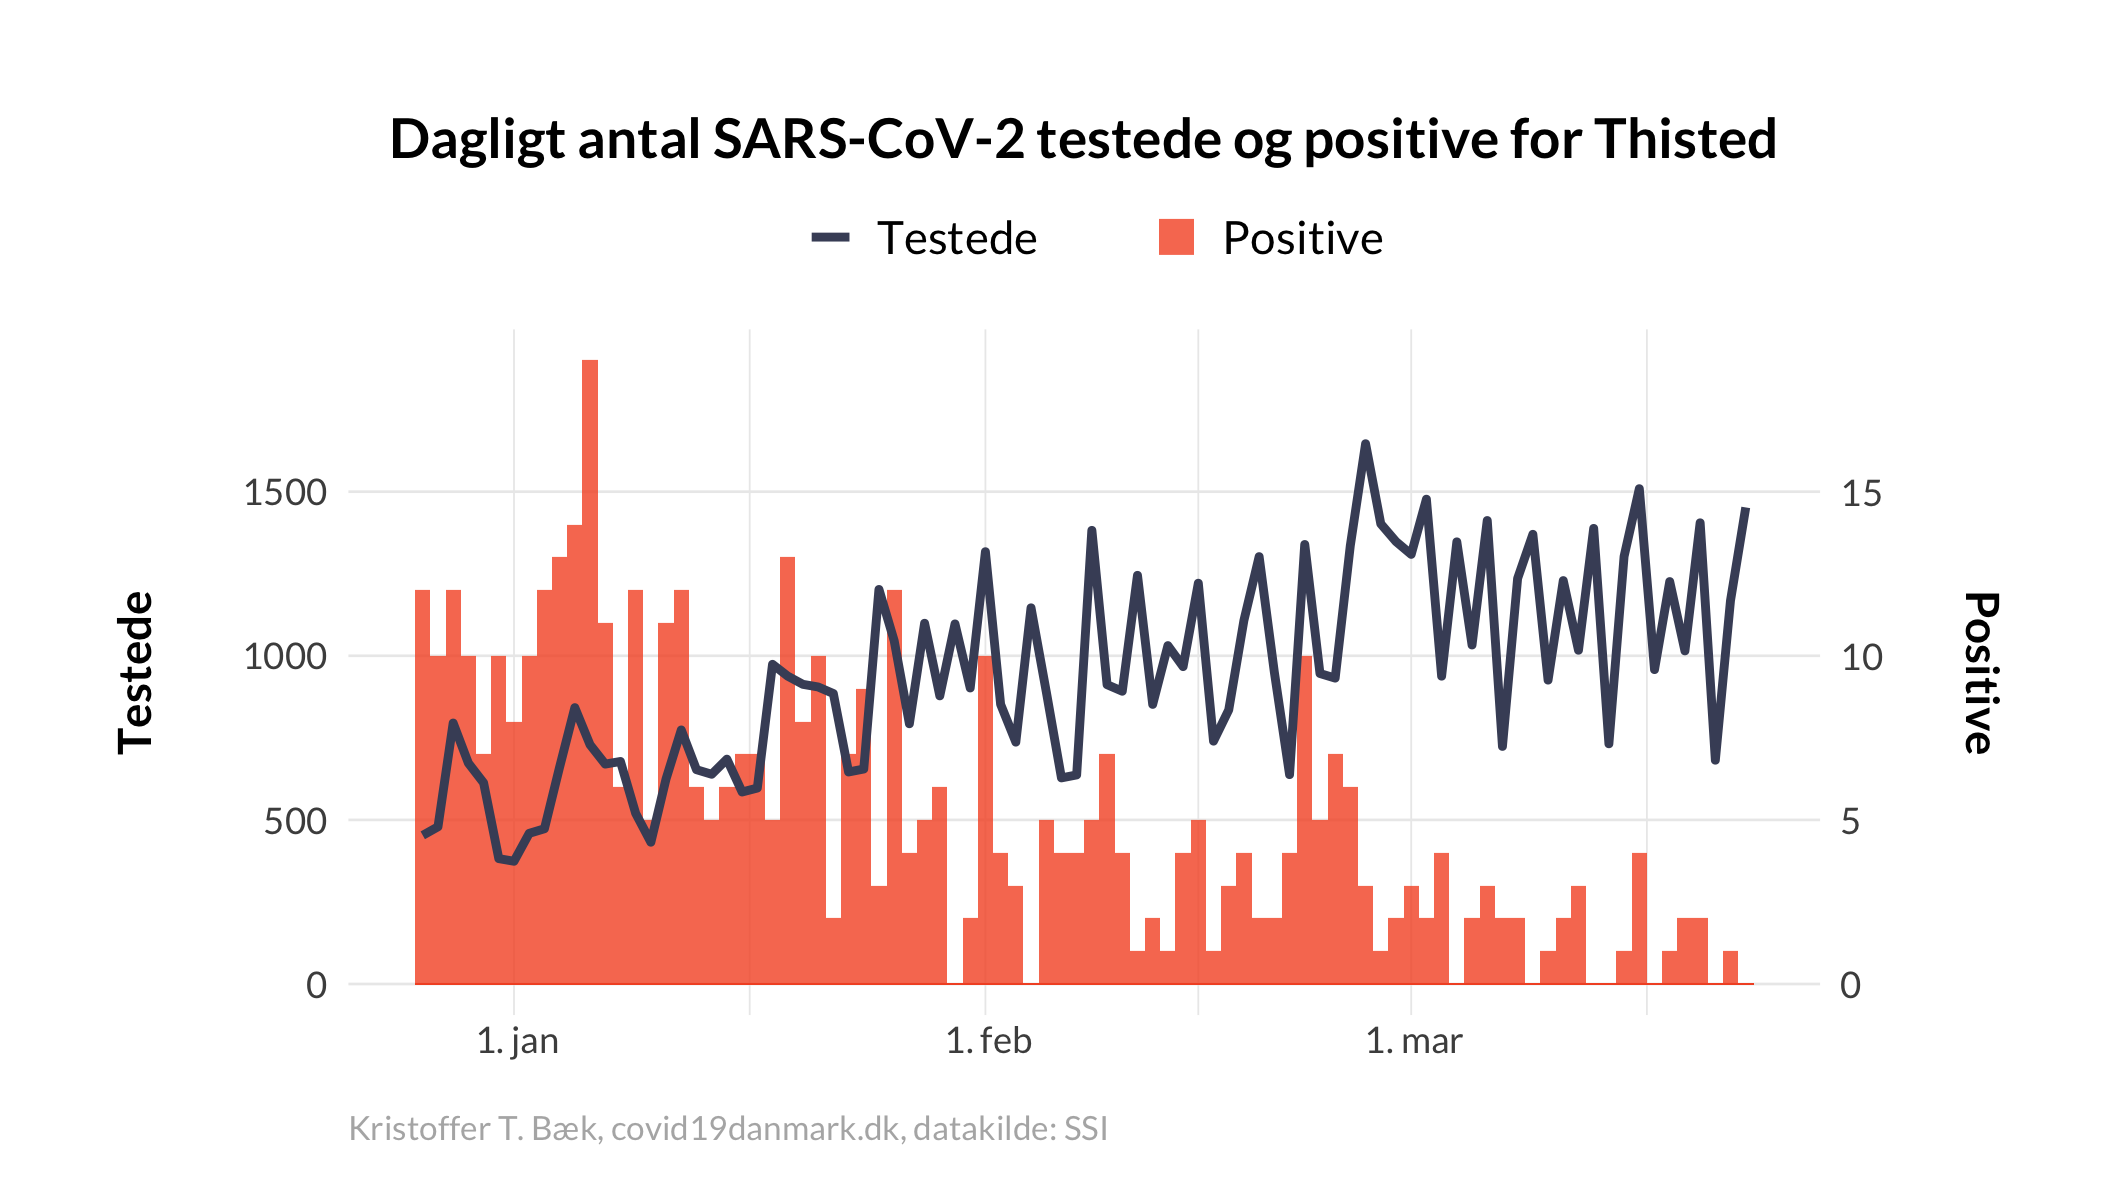 Dagligt antal SARS-CoV-2 testede og positive for Thisted
Testede
Positive
Testede
1500
1000
500
0
15
10
5
0
Positive
1. jan
1. feb
1. mar
Kristoffer T. Bæk, covid19danmark.dk, datakilde: SSI